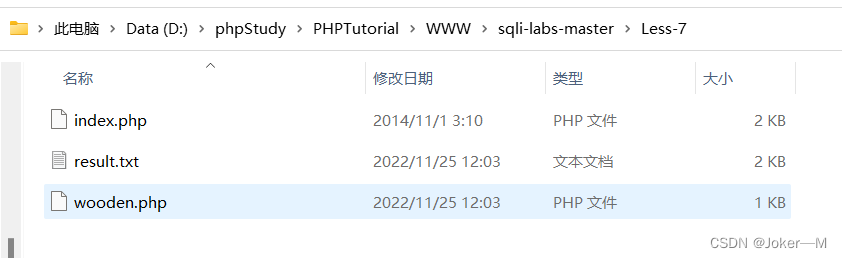 此电脑 > Data (D:) > phpStudy > PHPTutorial > WWW > sqli-labs-master > Less-7
名称 修改日期 类型 大小
index.php 2014/11/1 3:10 PHP 文件 2 KB
result.txt 2022/11/25 12:03 文本文档 2 KB
wooden.php 2022/11/25 12:03 PHP 文件 1 KB
CSDN @Joker—M